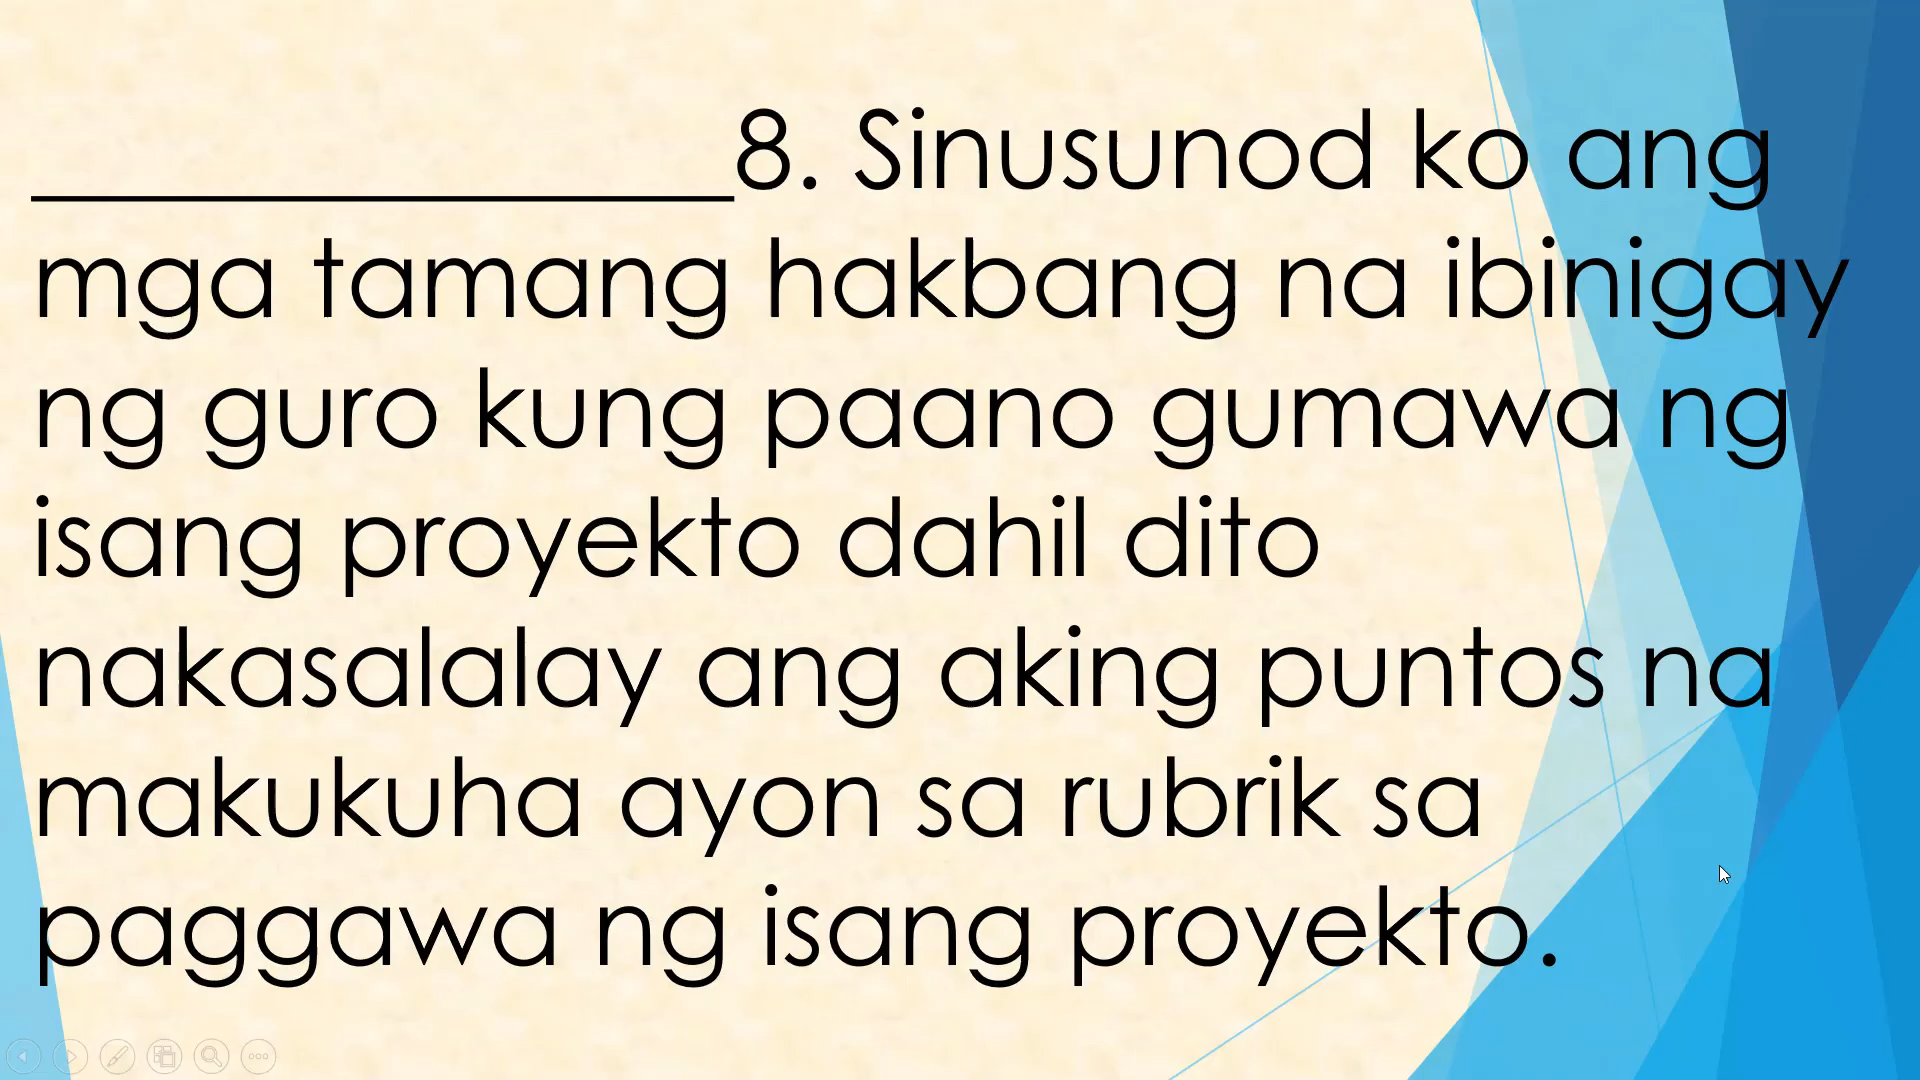 ______________8. Sinusunod ko ang
mga tamang hakbang na ibinigay
ng guro kung paano gumawa ng
isang proyekto dahil dito
nakasalalay ang aking puntos na
makukuha ayon sa rubrik sa
paggawa ng isang proyekto.